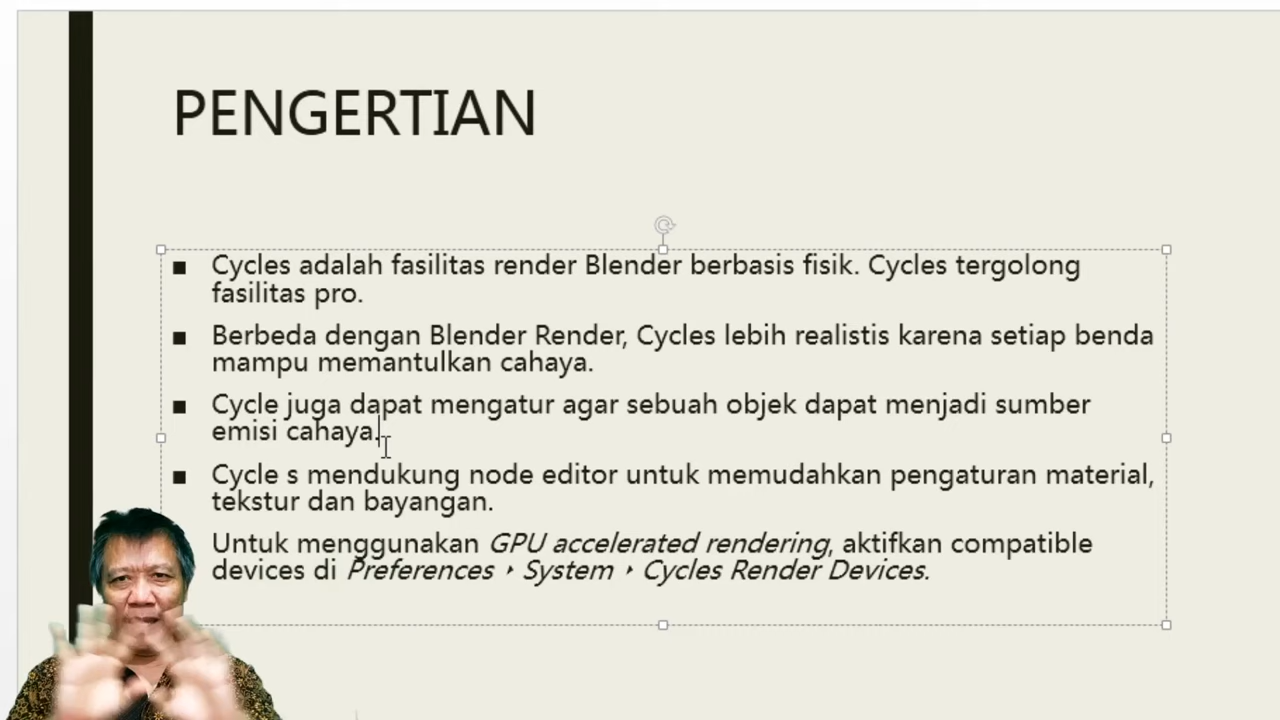 PENGERTIAN
Cycles adalah fasilitas render Blender berbasis fisik. Cycles tergolong
fasilitas pro.
Berbeda dengan Blender Render, Cycles lebih realistis karena setiap benda
mampu memantulkan cahaya.
Cycle juga dapat mengatur agar sebuah objek dapat menjadi sumber
emisi cahaya.
Cycle s mendukung node editor untuk memudahkan pengaturan material,
tekstur dan bayangan.
Untuk menggunakan GPU accelerated rendering, aktifkan compatible
devices di Preferences ‣ System ‣ Cycles Render Devices.